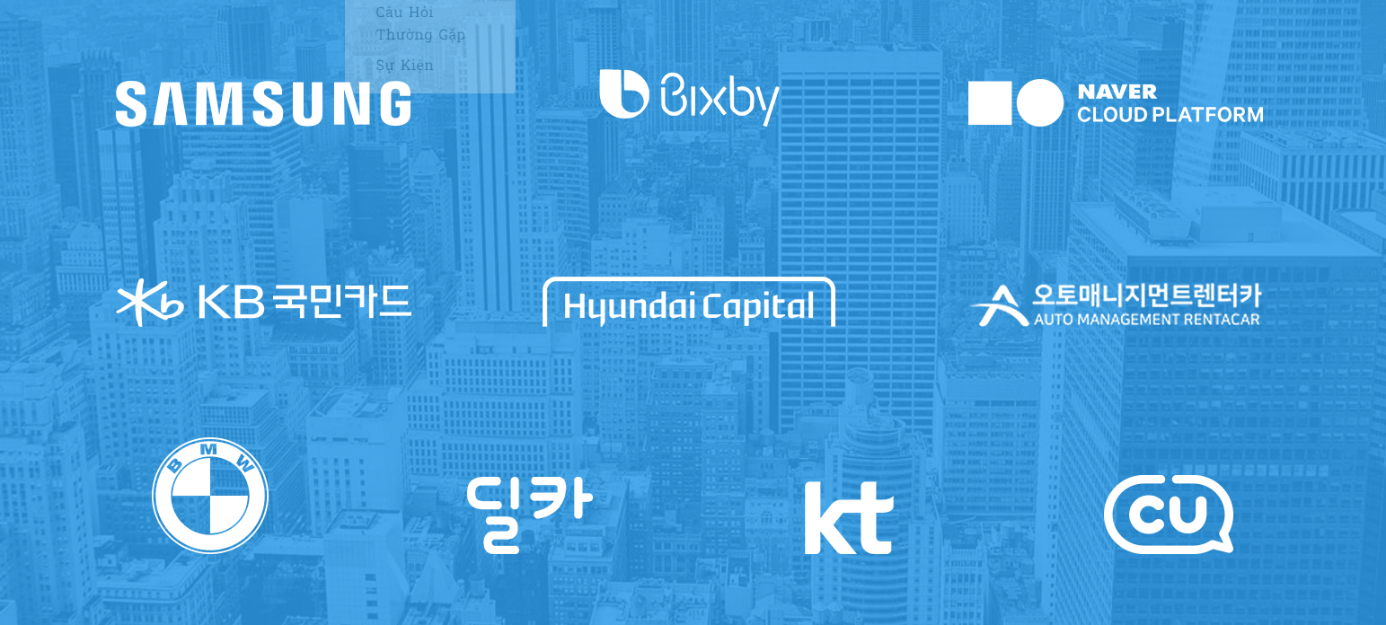 Câu Hỏi
Thường Gặp
Sự Kiện
SAMSUNG
Bixby
NAVER
CLOUD PLATFORM
Kb KB 국민카드
Hyundai Capital
오토매니지먼트렌터카
AUTO MANAGEMENT RENTACAR
BMW
딜카
kt
CU